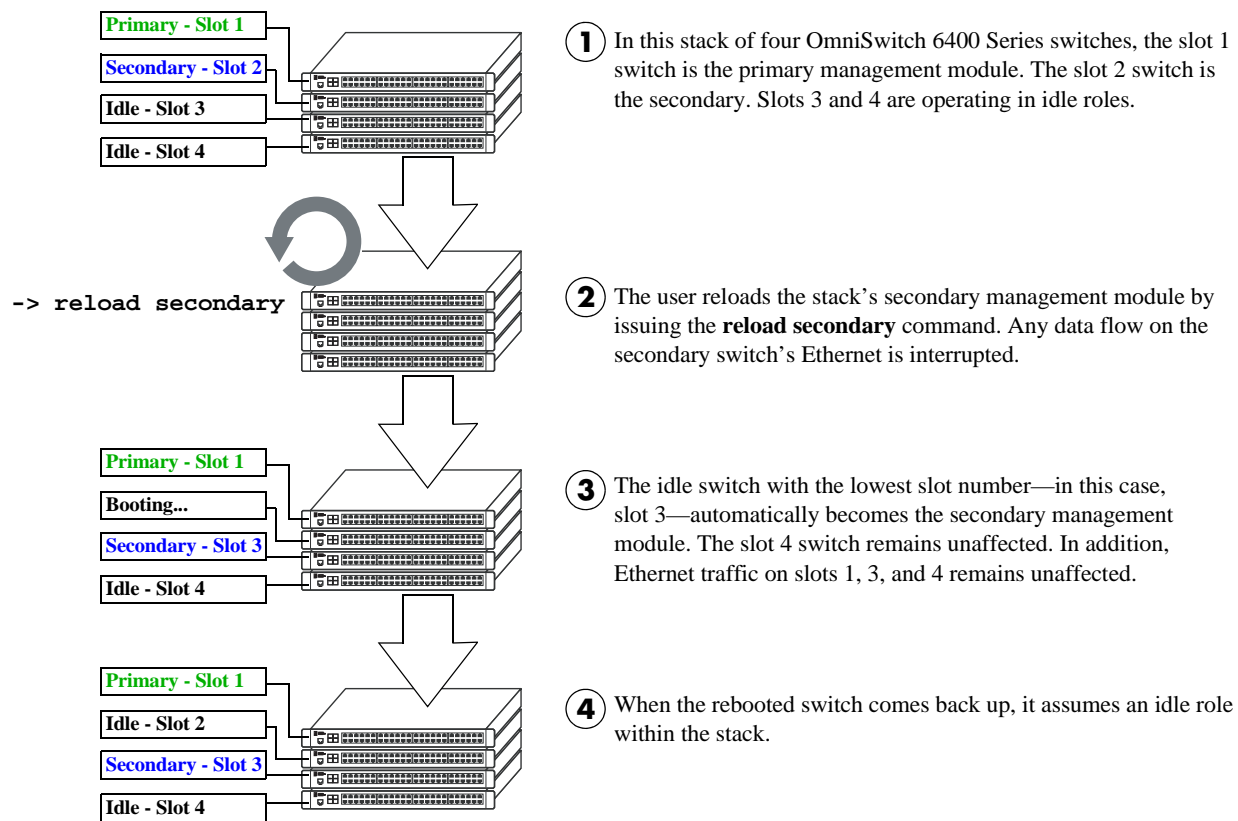 Primary - Slot 1
Secondary - Slot 2
Idle - Slot 3
Idle - Slot 4
1 In this stack of four OmniSwitch 6400 Series switches, the slot 1
switch is the primary management module. The slot 2 switch is
the secondary. Slots 3 and 4 are operating in idle roles.
-> reload secondary
2 The user reloads the stack’s secondary management module by
issuing the reload secondary command. Any data flow on the
secondary switch’s Ethernet is interrupted.
Primary - Slot 1
Booting...
Secondary - Slot 3
Idle - Slot 4
3 The idle switch with the lowest slot number—in this case,
slot 3—automatically becomes the secondary management
module. The slot 4 switch remains unaffected. In addition,
Ethernet traffic on slots 1, 3, and 4 remains unaffected.
Primary - Slot 1
Idle - Slot 2
Secondary - Slot 3
Idle - Slot 4
4 When the rebooted switch comes back up, it assumes an idle role
within the stack.